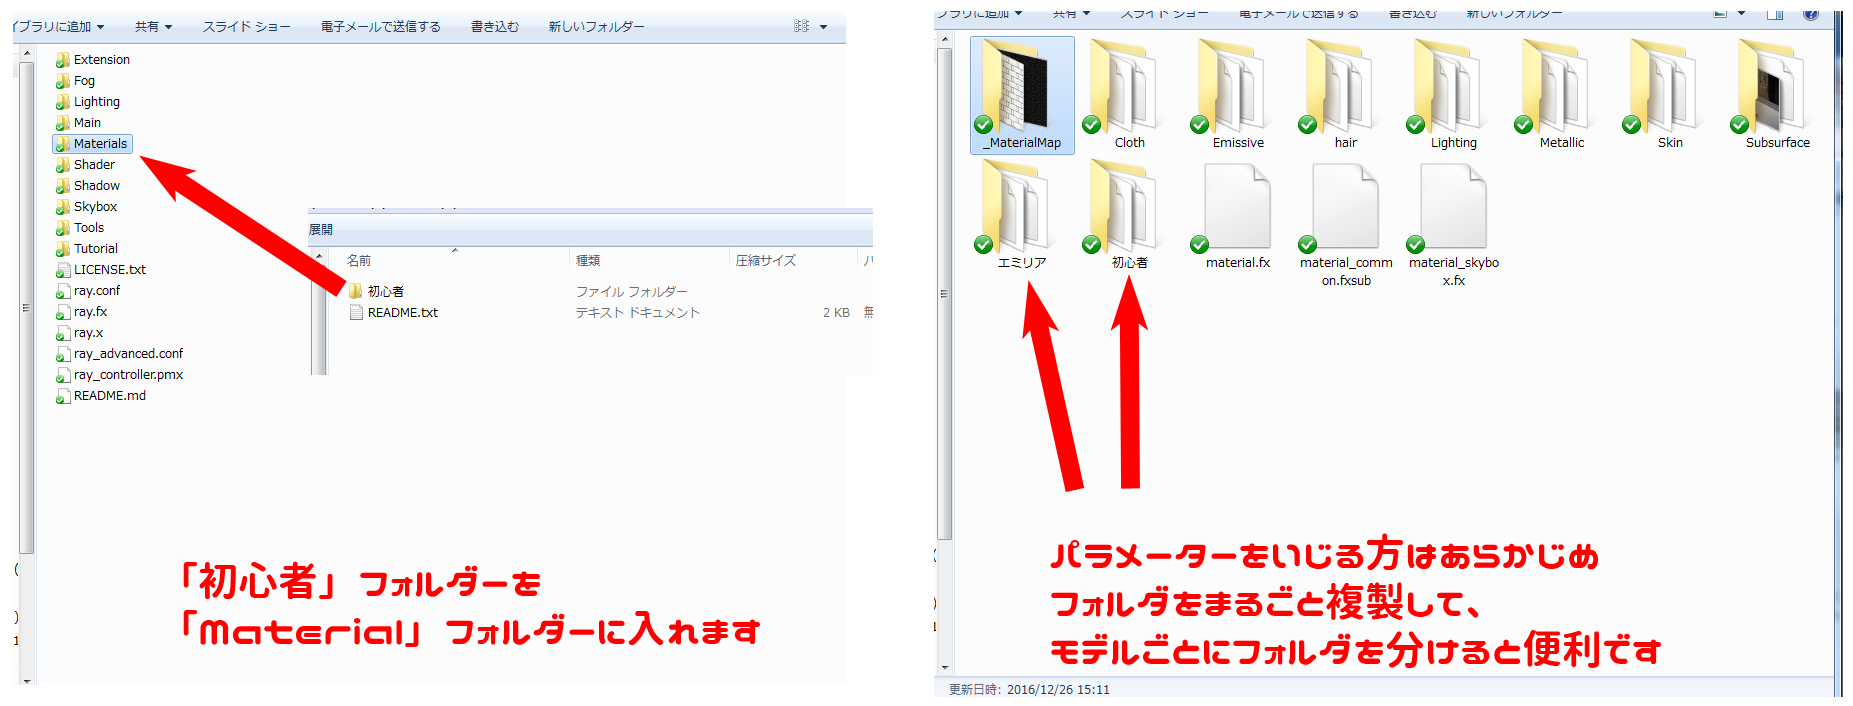 イブラリに追加 共有 スライド ショー 電子メールで送信する 書き込む 新しいフォルダー
Extension
Fog
Lighting
Main
Materials
Shader
Shadow
Skybox
Tools
Tutorial
LICENSE.txt
ray.conf
ray.fx
ray.x
ray_advanced.conf
ray_controller.pmx
README.md
展開
名前 種類 圧縮サイズ パ
初心者 ファイル フォルダー
README.txt テキスト ドキュメント 2 KB 無
「初心者」フォルダーを
「Material」フォルダーに入れます
ブラリに追加 共有 スライド ショー 電子メールで送信する 書き込む 新しいフォルダー
_MaterialMap Cloth Emissive hair Lighting Metallic Skin Subsurface
エミリア 初心者 material.fx material_comm material_skybo
on.fxsub x.fx
パラメーターをいじる方はあらかじめ
フォルダをまるごと複製して、
モデルごとにフォルダを分けると便利です
更新日時: 2016/12/26 15:11